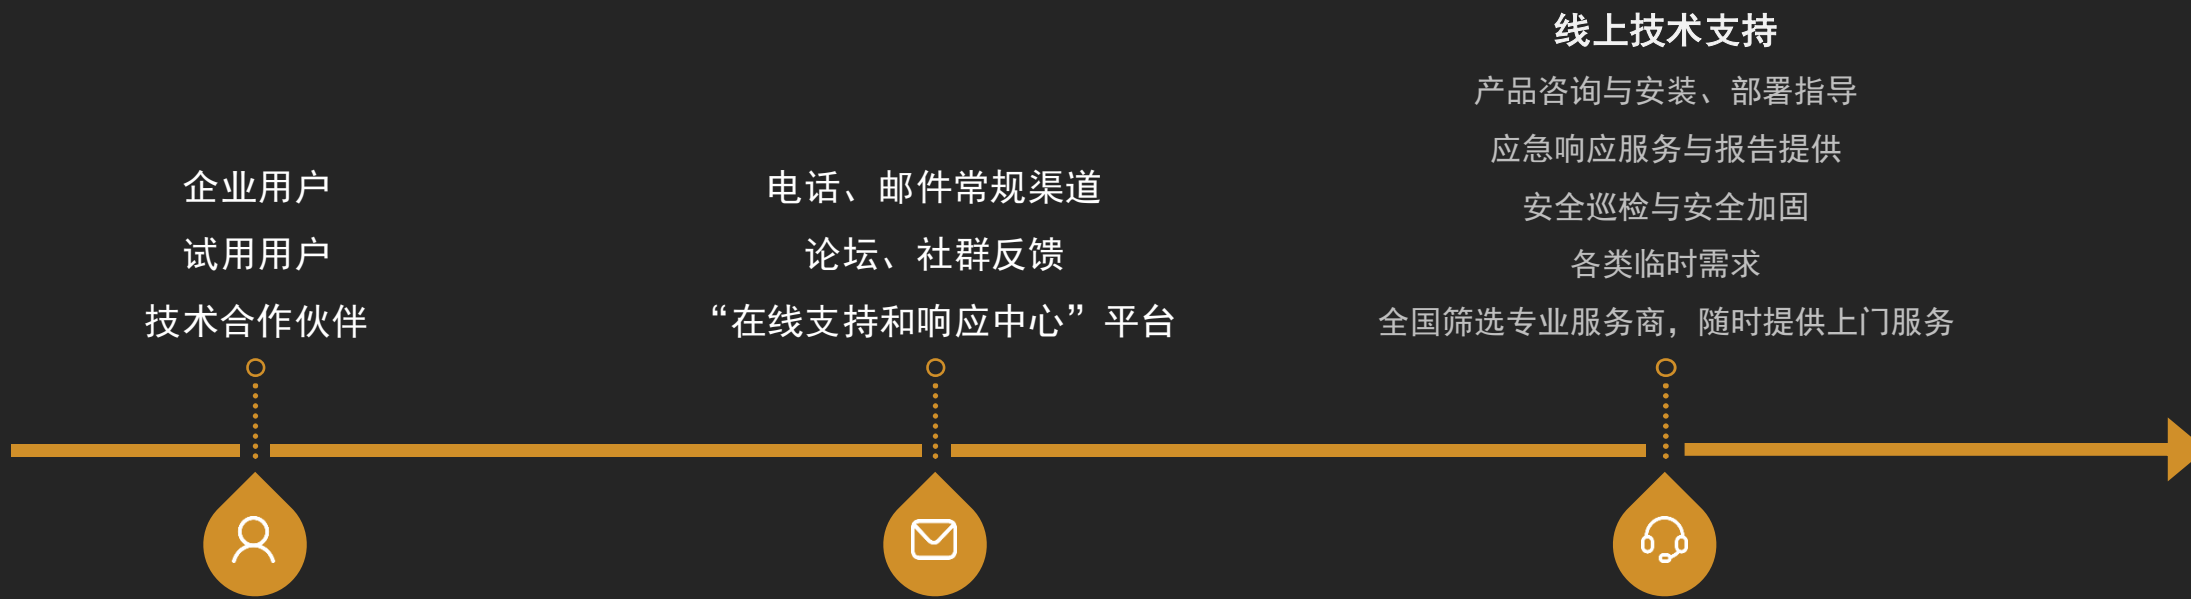 企业用户
试用用户
技术合作伙伴
电话、邮件常规渠道
论坛、社群反馈
“在线支持和响应中心”平台
线上技术支持
产品咨询与安装、部署指导
应急响应服务与报告提供
安全巡检与安全加固
各类临时需求
全国筛选专业服务商，随时提供上门服务